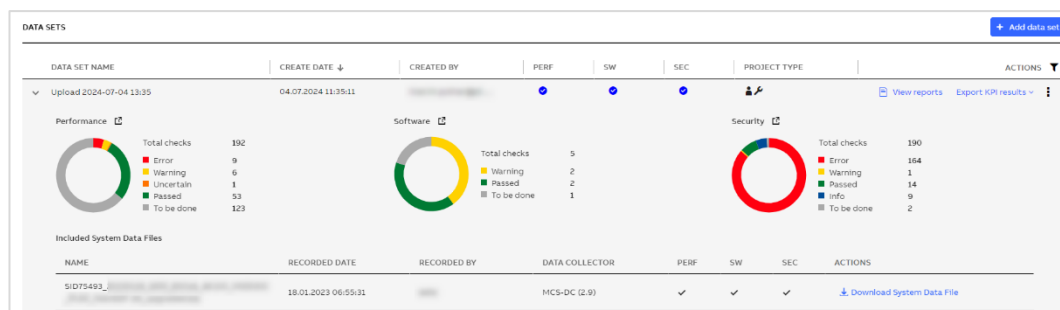 DATA SETS
+ Add data set
DATA SET NAME CREATE DATE ↓ CREATED BY PERF SW SEC PROJECT TYPE ACTIONS
Upload 2024-07-04 13:35 04.07.2024 11:35:11 View reports Export KPI results
Performance Software Security
Total checks 192
Error 9
Warning 6
Uncertain 1
Passed 53
To be done 123
Total checks 5
Warning 2
Passed 2
To be done 1
Total checks 190
Error 164
Warning 1
Passed 14
Info 9
To be done 2
Included System Data Files
NAME RECORDED DATE RECORDED BY DATA COLLECTOR PERF SW SEC ACTIONS
SID75493_ 18.01.2023 06:55:31 MCS-DC (2.9) Download System Data File